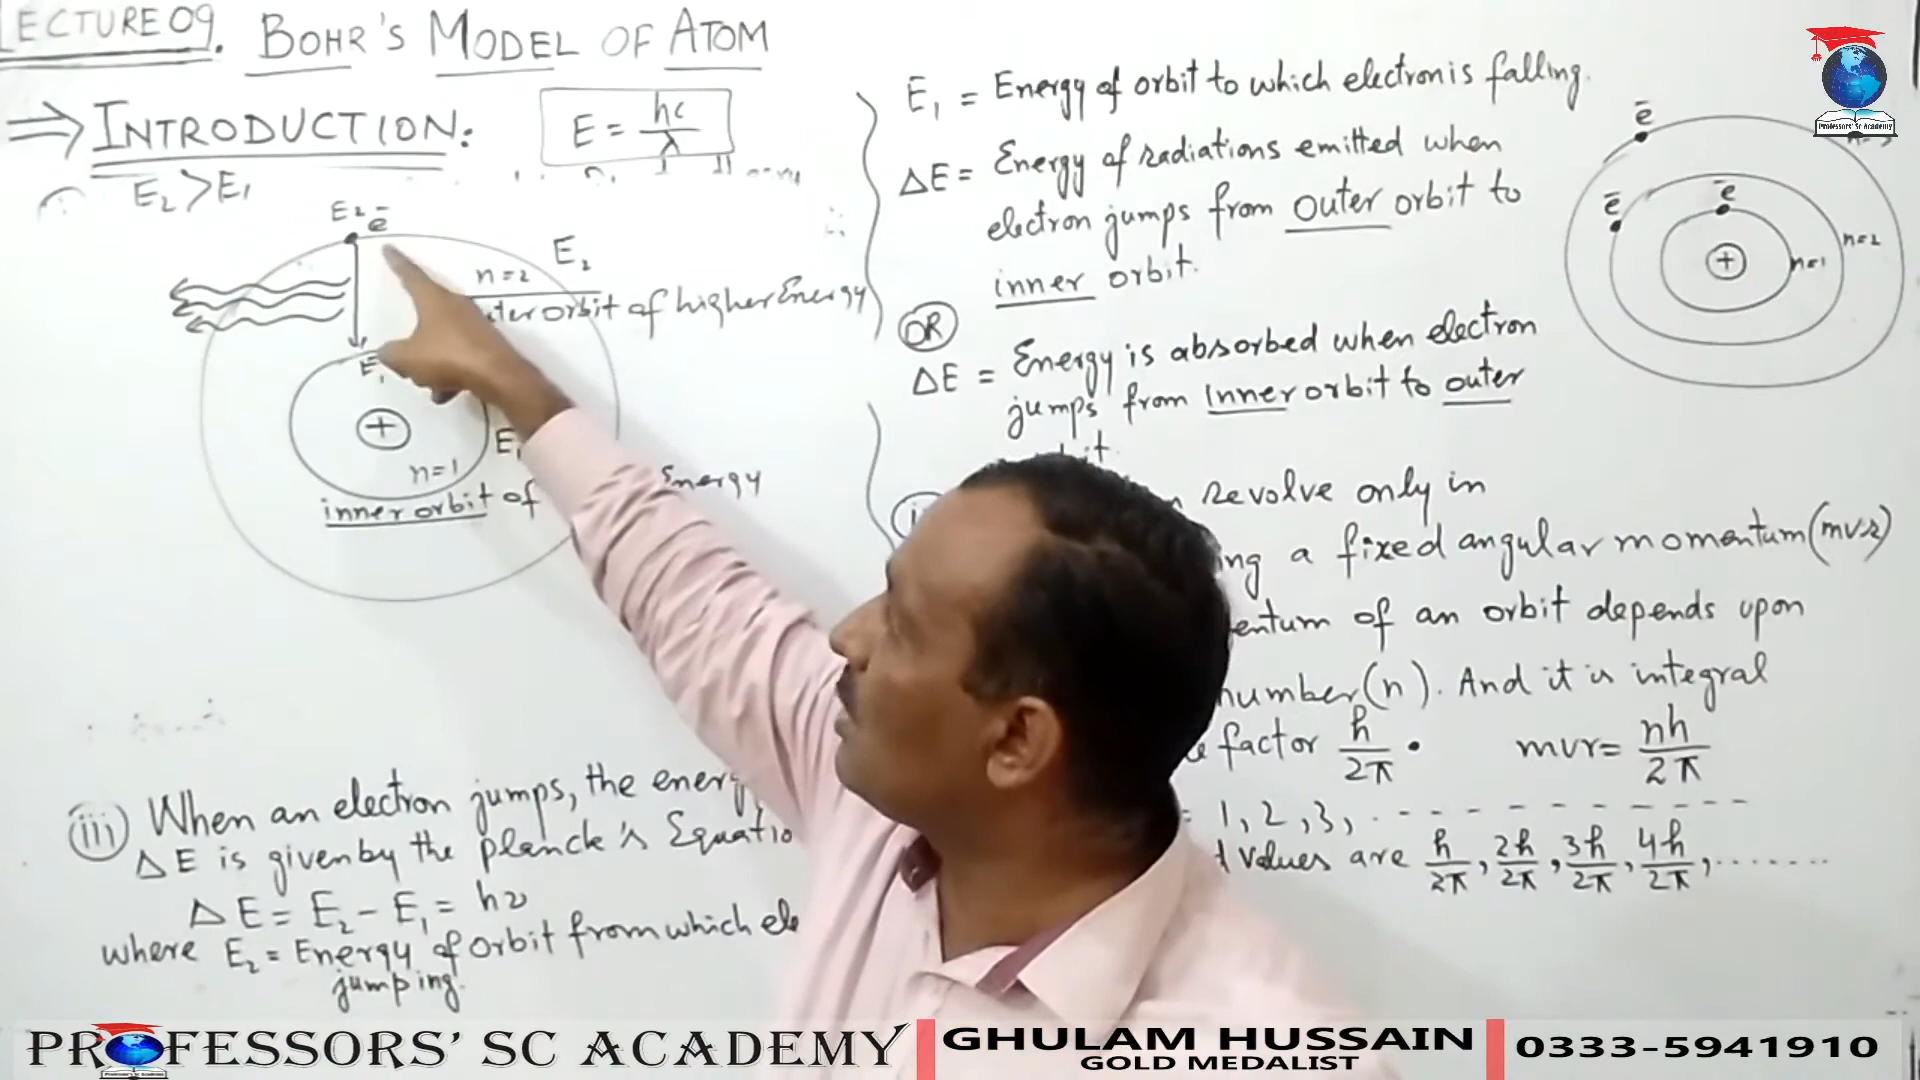 LECTURE 09. BOHR'S MODEL OF ATOM
⇒ INTRODUCTION:
E = hc/λ
E₂ > E₁
E₂ e⁻
E₂
n=2
orbit of higher Energy
E₁
+
E₁
n=1
inner orbit of
Energy
(iii) When an electron jumps, the energy
ΔE is given by the planck's Equatio
ΔE = E₂ - E₁ = hν
where E₂ = Energy of orbit from which ele
jumping.
E₁ = Energy of orbit to which electron is falling.
ΔE = Energy of radiations emitted when
electron jumps from outer orbit to
inner orbit.
OR
ΔE = Energy is absorbed when electron
jumps from inner orbit to outer
revolve only in
a fixed angular momentum (mvr)
of an orbit depends upon
number (n). And it is integral
factor h/2π . mvr = nh/2π
1, 2, 3, ...........
values are h/2π, 2h/2π, 3h/2π, 4h/2π, ........
e⁻
e⁻
e⁻
+
n=1
n=2
Professors' Sc Academy
PROFESSORS' SC ACADEMY
GHULAM HUSSAIN
GOLD MEDALIST
0333-5941910